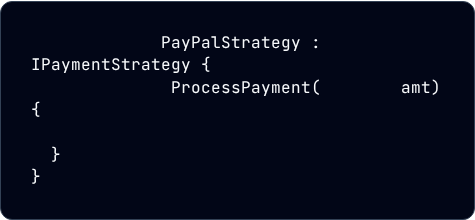 PayPalStrategy :
IPaymentStrategy {
ProcessPayment( amt)
{
}
}